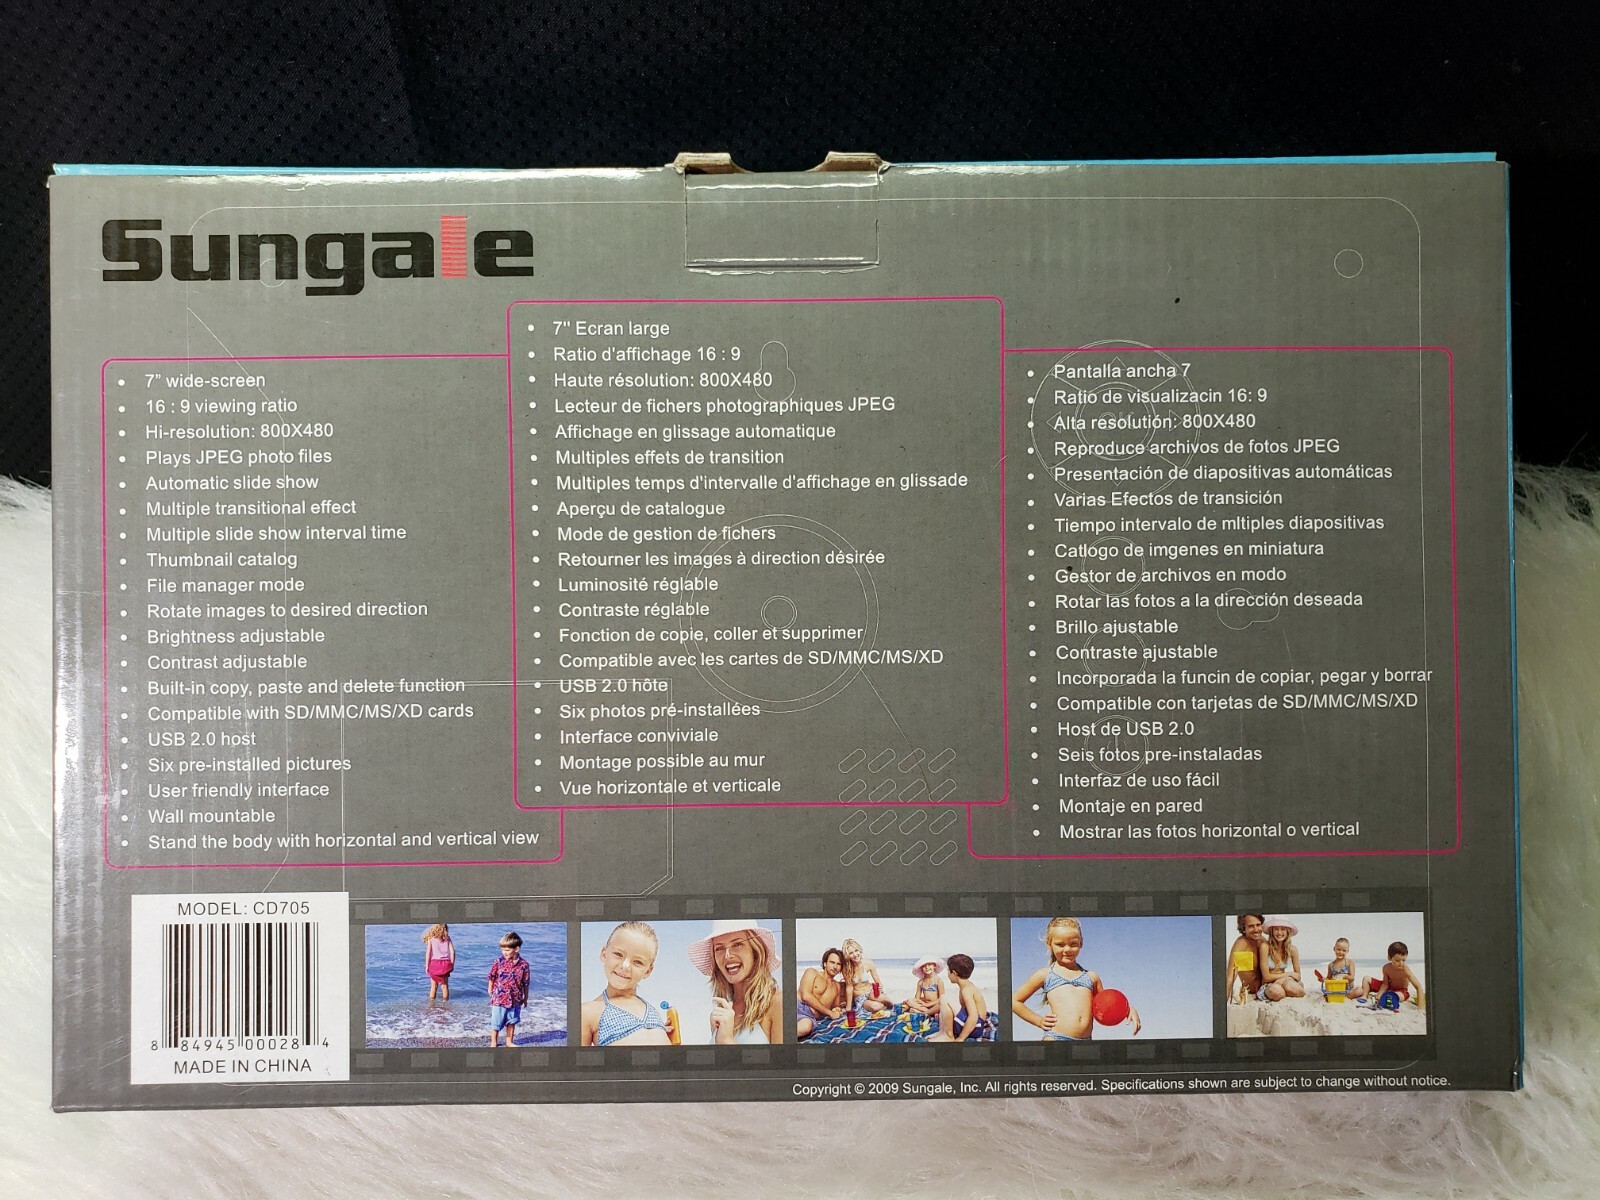 Sungale
• 7” wide-screen
• 16 : 9 viewing ratio
• Hi-resolution: 800X480
• Plays JPEG photo files
• Automatic slide show
• Multiple transitional effect
• Multiple slide show interval time
• Thumbnail catalog
• File manager mode
• Rotate images to desired direction
• Brightness adjustable
• Contrast adjustable
• Built-in copy, paste and delete function
• Compatible with SD/MMC/MS/XD cards
• USB 2.0 host
• Six pre-installed pictures
• User friendly interface
• Wall mountable
• Stand the body with horizontal and vertical view
• 7" Ecran large
• Ratio d'affichage 16 : 9
• Haute résolution: 800X480
• Lecteur de fichers photographiques JPEG
• Affichage en glissage automatique
• Multiples effets de transition
• Multiples temps d'intervalle d'affichage en glissade
• Aperçu de catalogue
• Mode de gestion de fichers
• Retourner les images à direction désirée
• Luminosité réglable
• Contraste réglable
• Fonction de copie, coller et supprimer
• Compatible avec les cartes de SD/MMC/MS/XD
• USB 2.0 hôte
• Six photos pré-installées
• Interface conviviale
• Montage possible au mur
• Vue horizontale et verticale
• Pantalla ancha 7
• Ratio de visualizacin 16: 9
• Alta resolutión: 800X480
• Reproduce archivos de fotos JPEG
• Presentación de diapositivas automáticas
• Varias Efectos de transición
• Tiempo intervalo de mltiples diapositivas
• Catlogo de imgenes en miniatura
• Gestor de archivos en modo
• Rotar las fotos a la dirección deseada
• Brillo ajustable
• Contraste ajustable
• Incorporada la funcin de copiar, pegar y borrar
• Compatible con tarjetas de SD/MMC/MS/XD
• Host de USB 2.0
• Seis fotos pre-instaladas
• Interfaz de uso fácil
• Montaje en pared
• Mostrar las fotos horizontal o vertical
OK
MODEL: CD705
8 84945 00028 4
MADE IN CHINA
Copyright © 2009 Sungale, Inc. All rights reserved. Specifications shown are subject to change without notice.